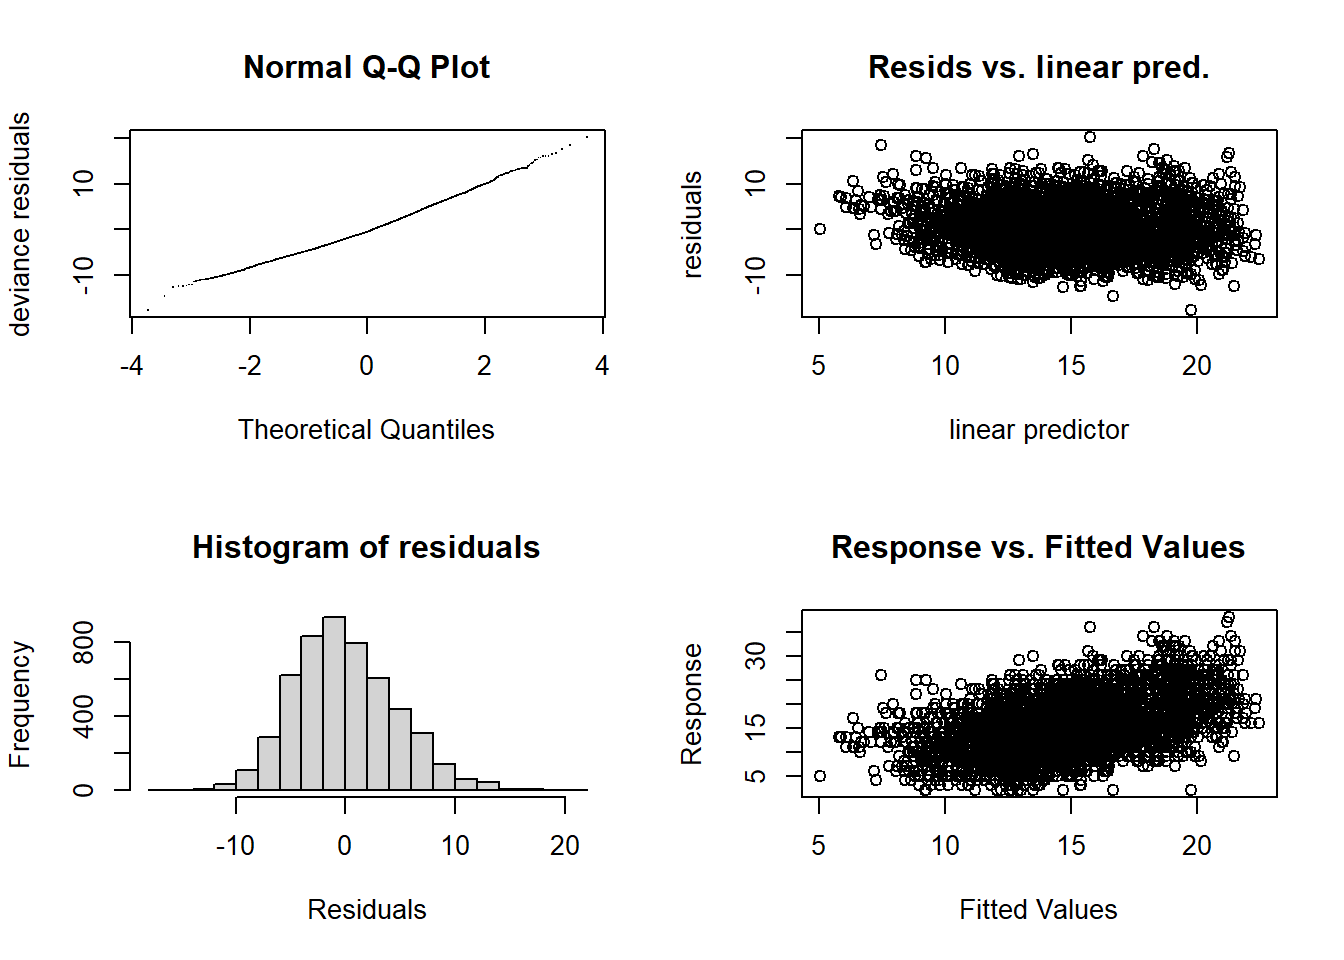 Normal Q-Q Plot
deviance residuals
-10 10
-4 -2 0 2 4
Theoretical Quantiles
Resids vs. linear pred.
residuals
-10 10
5 10 15 20
linear predictor
Histogram of residuals
Frequency
0 400 800
-10 0 10 20
Residuals
Response vs. Fitted Values
Response
5 15 30
5 10 15 20
Fitted Values